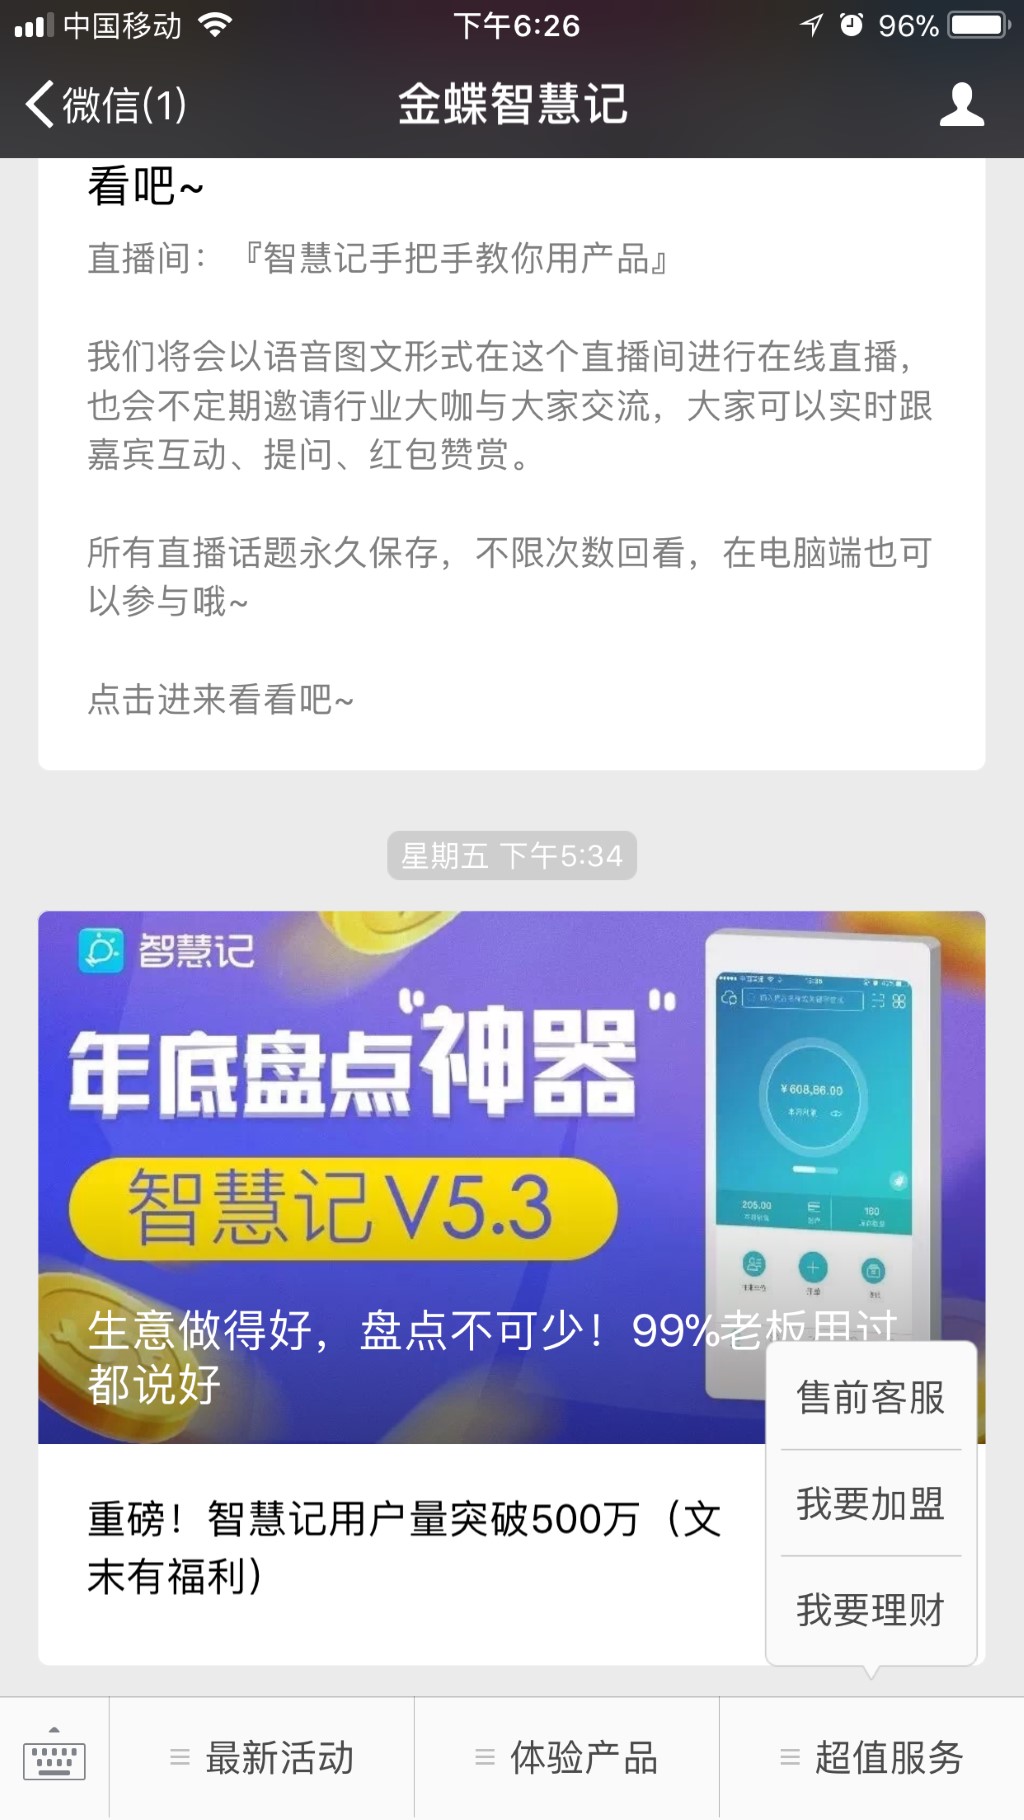 中国移动
下午6:26
96%
微信(1)
金蝶智慧记
看吧~
直播间：『智慧记手把手教你用产品』
我们将会以语音图文形式在这个直播间进行在线直播，
也会不定期邀请行业大咖与大家交流，大家可以实时跟
嘉宾互动、提问、红包赞赏。
所有直播话题永久保存，不限次数回看，在电脑端也可
以参与哦~
点击进来看看吧~
星期五 下午5:34
智慧记
年底盘点“神器”
智慧记V5.3
¥608,86.00
205.00
180
生意做得好，盘点不可少！99%老板用过
都说好
重磅！智慧记用户量突破500万（文
末有福利）
售前客服
我要加盟
我要理财
最新活动
体验产品
超值服务